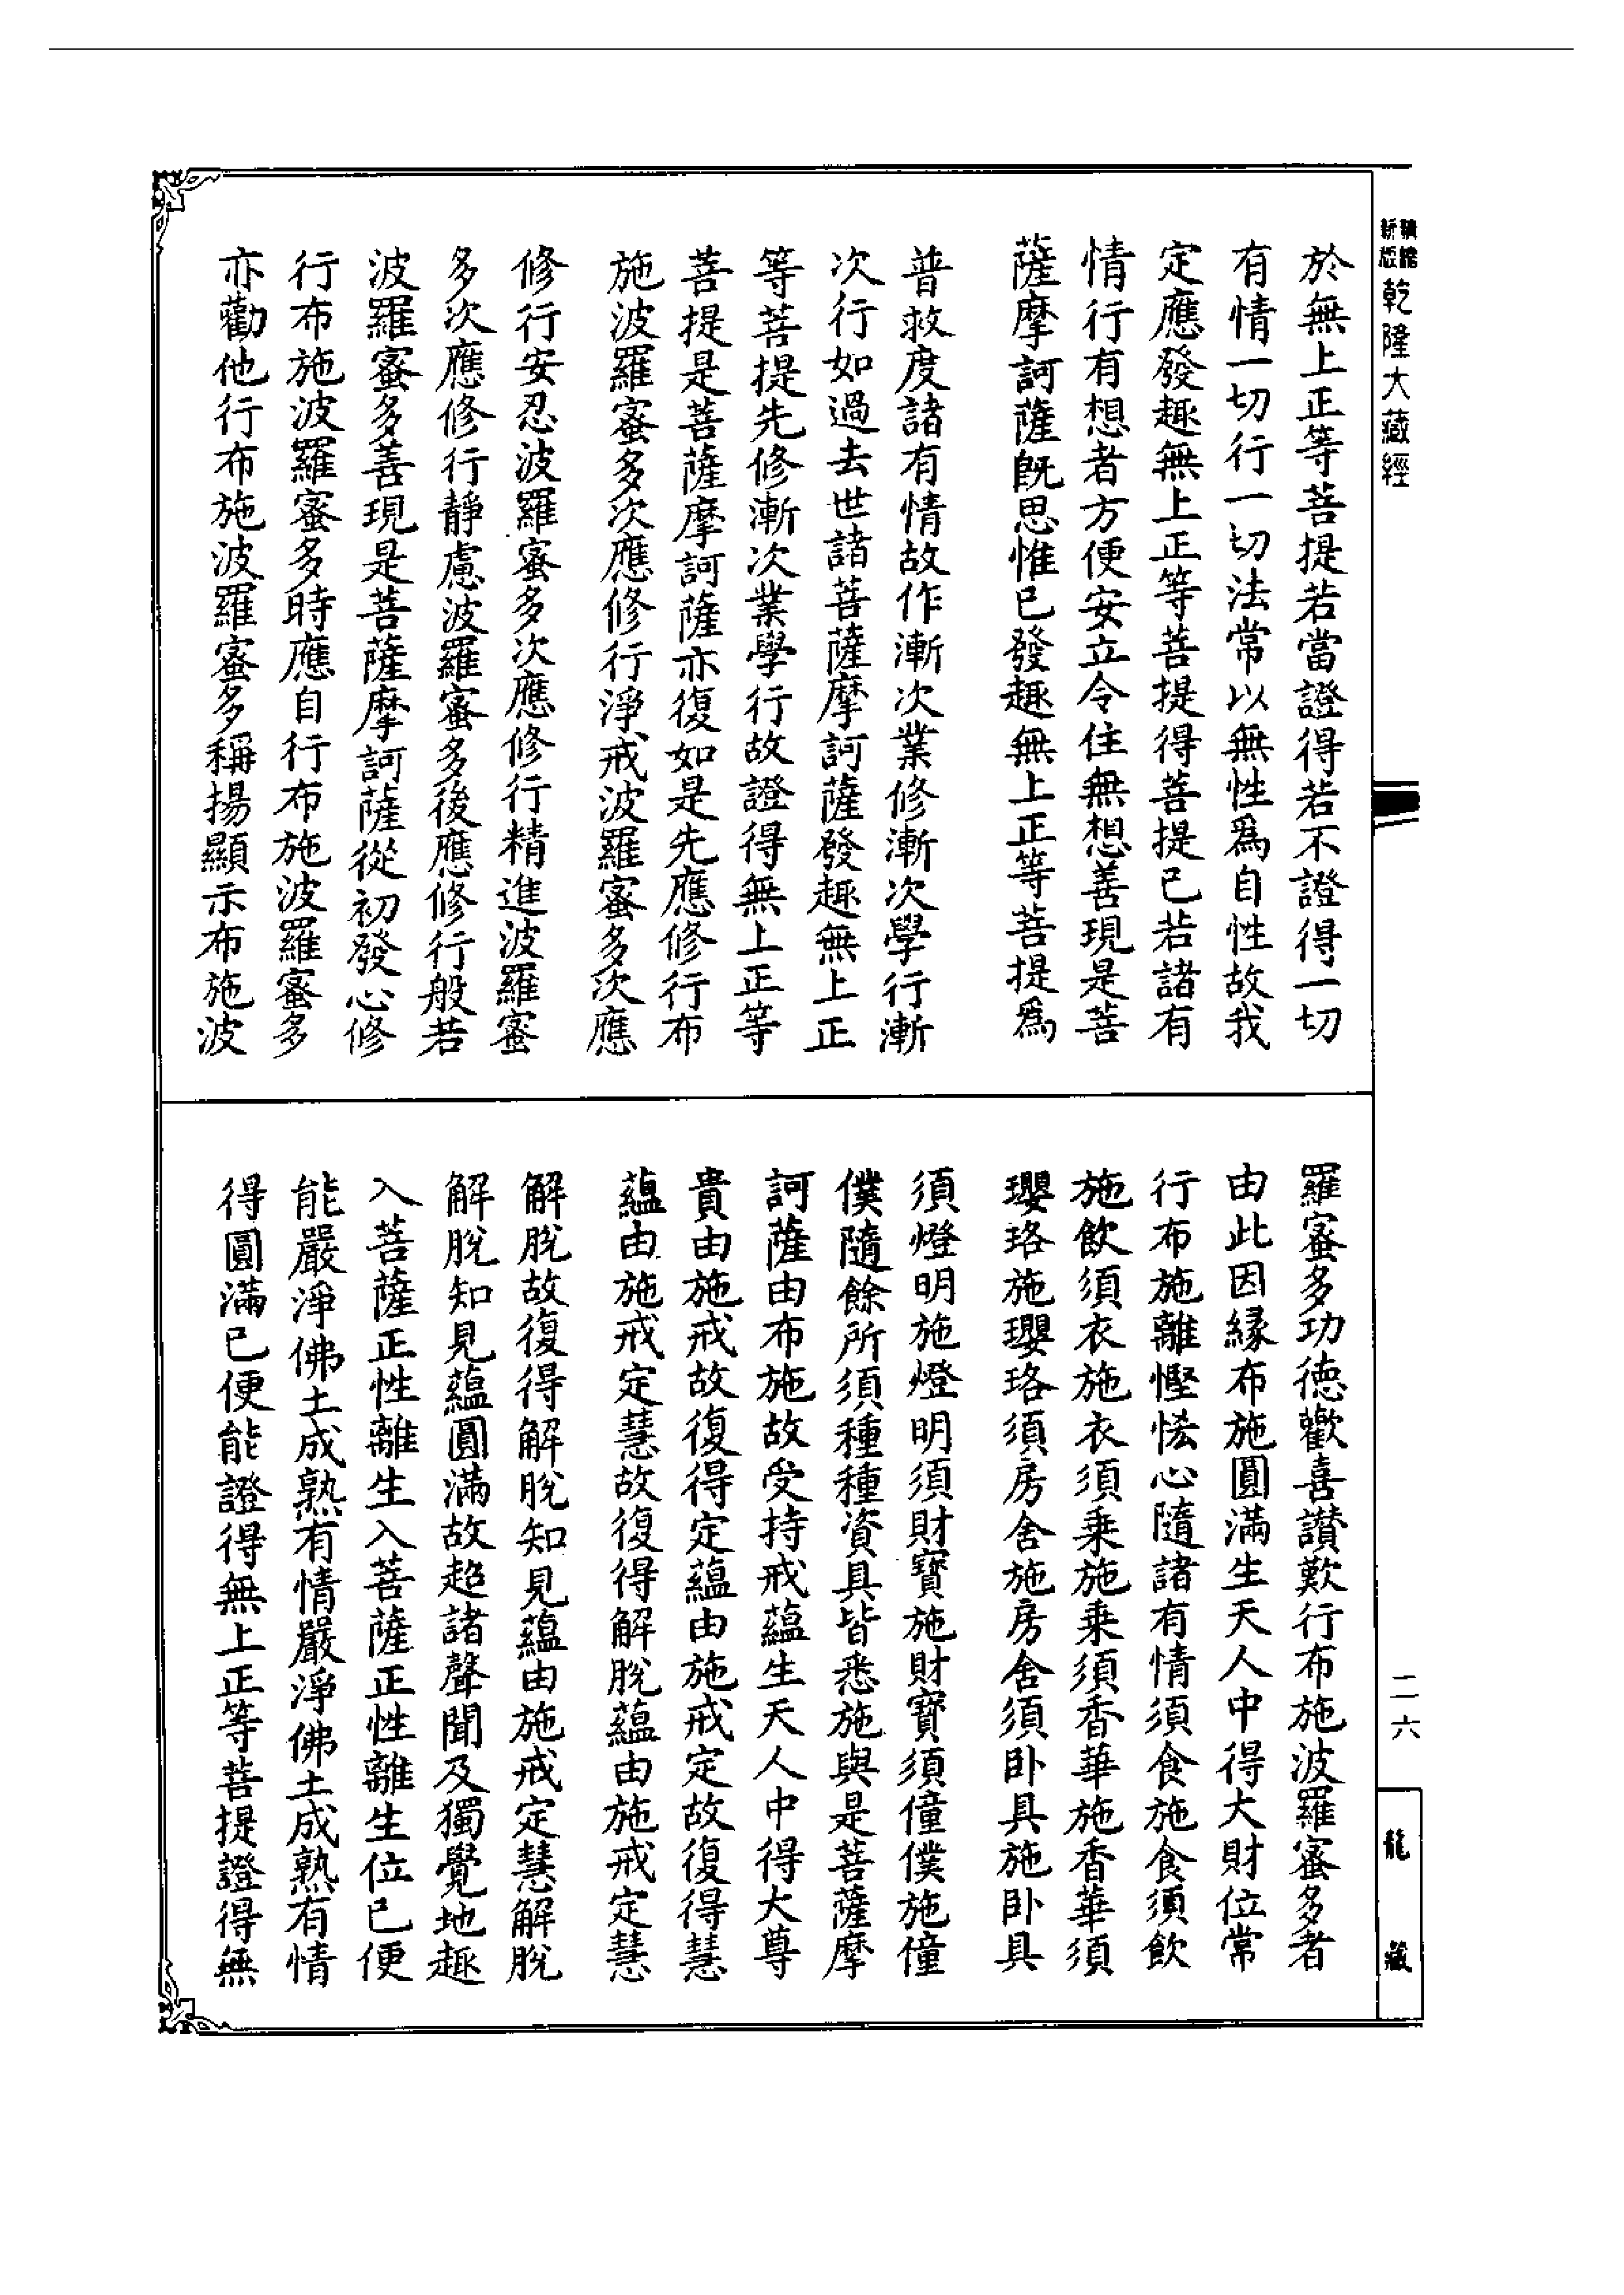 新版
乾隆大藏經
於無上正等菩提若當證得若不證得一切
有情一切行一切法常以無性爲自性故我
定應發趣無上正等菩提得菩提已若諸有
情行有想者方便安立令住無想善現是菩
薩摩訶薩既思惟已發趣無上正等菩提爲
普救度諸有情故作漸次業修漸次學行漸
次行如過去世諸菩薩摩訶薩發趣無上正
等菩提先修漸次業學行故證得無上正等
菩提是菩薩摩訶薩亦復如是先應修行布
施波羅蜜多次應修行淨戒波羅蜜多次應
修行安忍波羅蜜多次應修行精進波羅蜜
多次應修行靜慮波羅蜜多後應修行般若
波羅蜜多善現是菩薩摩訶薩從初發心修
行布施波羅蜜多時應自行布施波羅蜜多
亦勸他行布施波羅蜜多稱揚顯示布施波
羅蜜多功德歡喜讚歎行布施波羅蜜多者
由此因緣布施圓滿生天人中得大財位常
行布施離慳悋心隨諸有情須食施食須飲
施飲須衣施衣須乘施乘須香華施香華須
瓔珞施瓔珞須房舍施房舍須卧具施卧具
須燈明施燈明須財寶施財寶須僮僕施僮
僕隨餘所須種種資具皆悉施與是菩薩摩
訶薩由布施故受持戒蘊生天人中得大尊
貴由施戒故復得定蘊由施戒定故復得慧
蘊由施戒定慧故復得解脫蘊由施戒定慧
解脫故復得解脫知見蘊由施戒定慧解脫
解脫知見蘊圓滿故超諸聲聞及獨覺地趣
入菩薩正性離生入菩薩正性離生位已便
能嚴淨佛土成熟有情嚴淨佛土成熟有情
得圓滿已便能證得無上正等菩提證得無
二六
龍藏